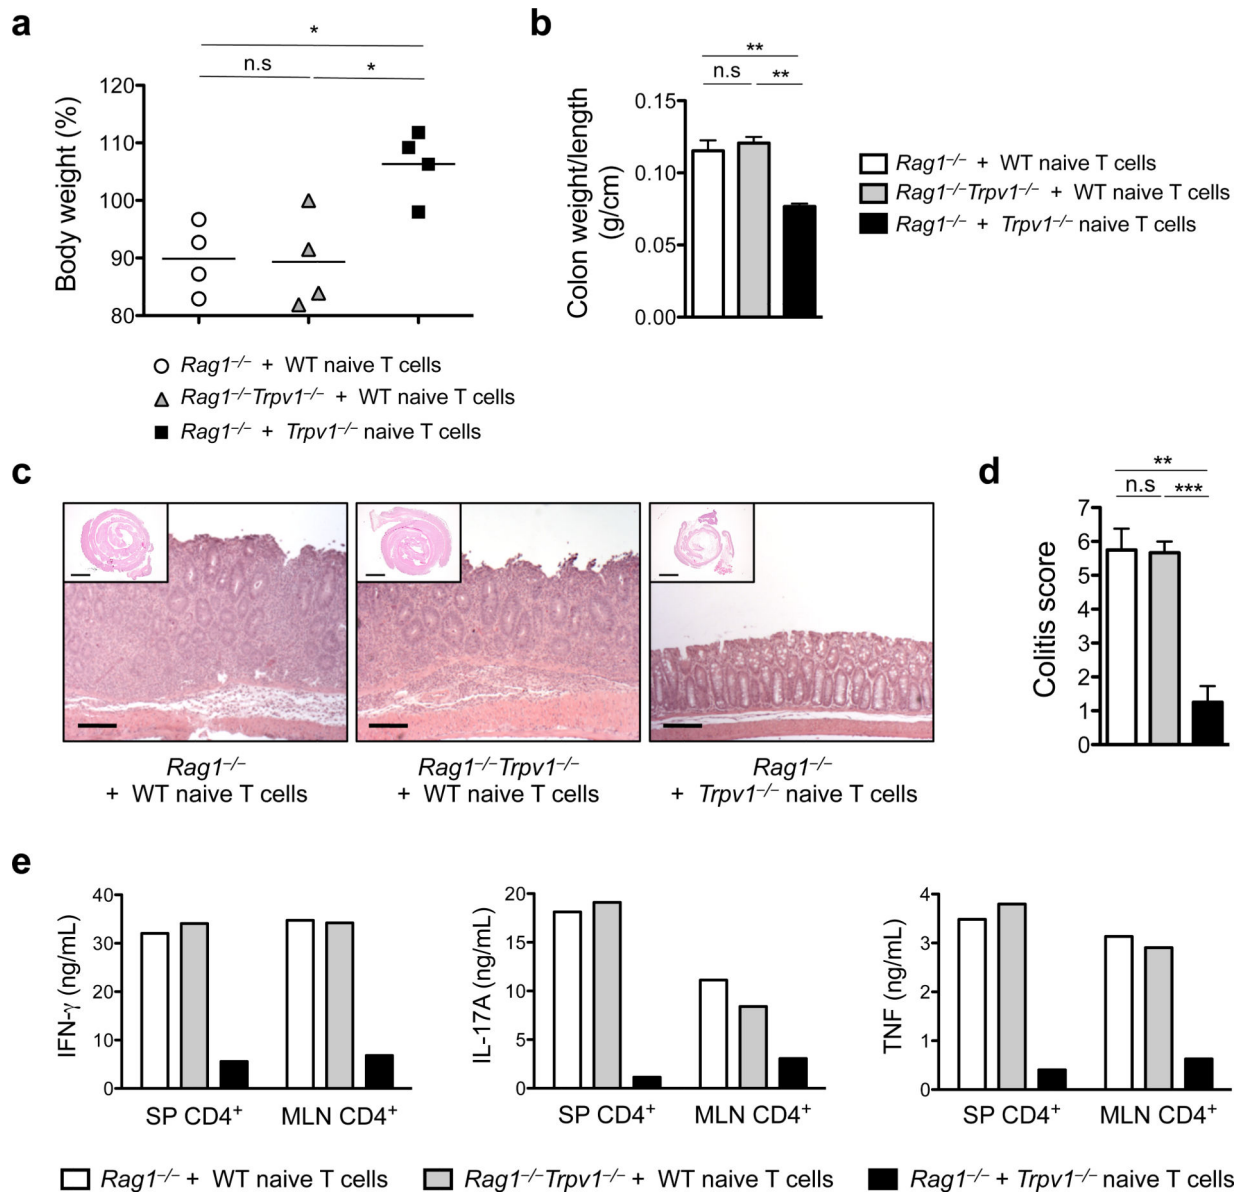 a
*
n.s
*
Body weight (%)
120
110
100
90
80
Rag1–/– + WT naive T cells
Rag1–/–Trpv1–/– + WT naive T cells
Rag1–/– + Trpv1–/– naive T cells
b
**
n.s
**
Colon weight/length
(g/cm)
0.15
0.10
0.05
0.00
Rag1–/– + WT naive T cells
Rag1–/–Trpv1–/– + WT naive T cells
Rag1–/– + Trpv1–/– naive T cells
c
Rag1–/–
+ WT naive T cells
Rag1–/–Trpv1–/–
+ WT naive T cells
Rag1–/–
+ Trpv1–/– naive T cells
d
**
n.s
***
Colitis score
7
6
5
4
3
2
1
0
e
IFN-γ (ng/mL)
40
30
20
10
0
SP CD4+
MLN CD4+
IL-17A (ng/mL)
20
15
10
5
0
SP CD4+
MLN CD4+
TNF (ng/mL)
4
3
2
1
0
SP CD4+
MLN CD4+
Rag1–/– + WT naive T cells
Rag1–/–Trpv1–/– + WT naive T cells
Rag1–/– + Trpv1–/– naive T cells